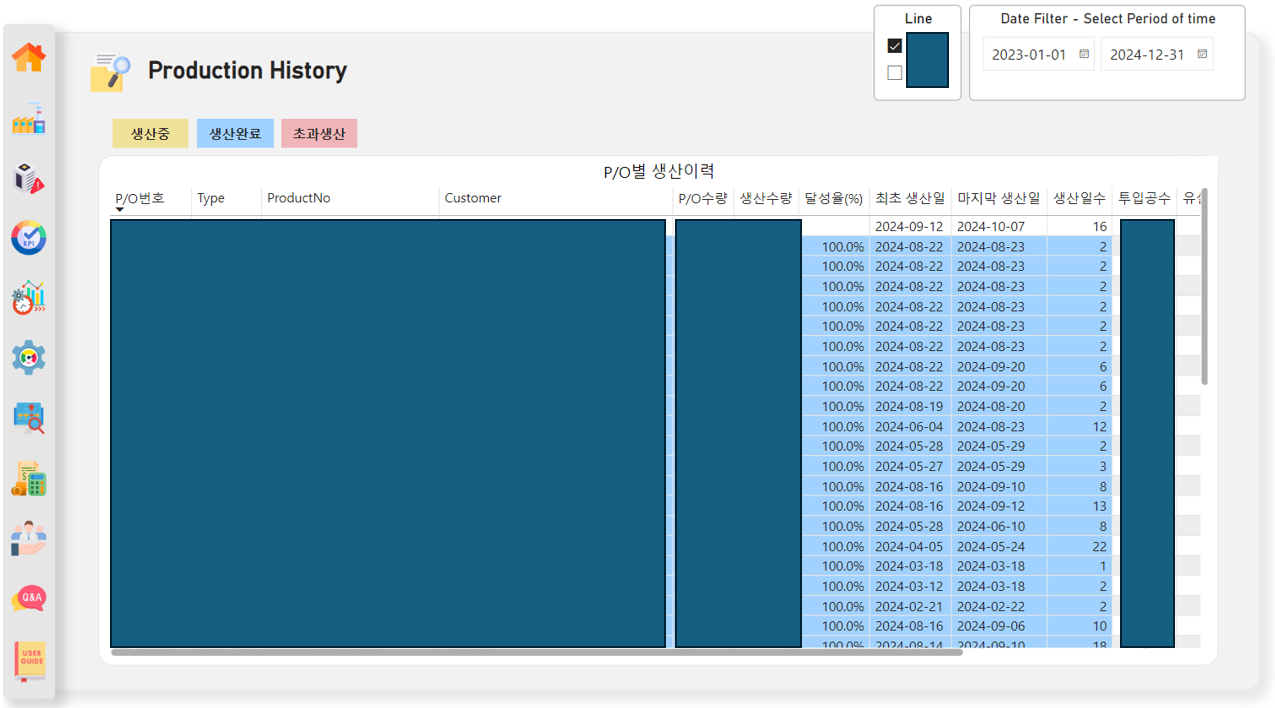 Line
Date Filter - Select Period of time
2023-01-01 2024-12-31
Production History
KPI
Q&A
USER GUIDE
생산중 생산완료 초과생산
P/O별 생산이력
P/O번호 Type ProductNo Customer P/O수량 생산수량 달성율(%) 최초 생산일 마지막 생산일 생산일수 투입공수
2024-09-12 2024-10-07 16
100.0% 2024-08-22 2024-08-23 2
100.0% 2024-08-22 2024-08-23 2
100.0% 2024-08-22 2024-08-23 2
100.0% 2024-08-22 2024-08-23 2
100.0% 2024-08-22 2024-08-23 2
100.0% 2024-08-22 2024-08-23 2
100.0% 2024-08-22 2024-09-20 6
100.0% 2024-08-22 2024-09-20 6
100.0% 2024-08-19 2024-08-20 2
100.0% 2024-06-04 2024-08-23 12
100.0% 2024-05-28 2024-05-29 2
100.0% 2024-05-27 2024-05-29 3
100.0% 2024-08-16 2024-09-10 8
100.0% 2024-08-16 2024-09-12 13
100.0% 2024-05-28 2024-06-10 8
100.0% 2024-04-05 2024-05-24 22
100.0% 2024-03-18 2024-03-18 1
100.0% 2024-03-12 2024-03-18 2
100.0% 2024-02-21 2024-02-22 2
100.0% 2024-08-16 2024-09-06 10
100.0% 2024-08-14 2024-09-10 18